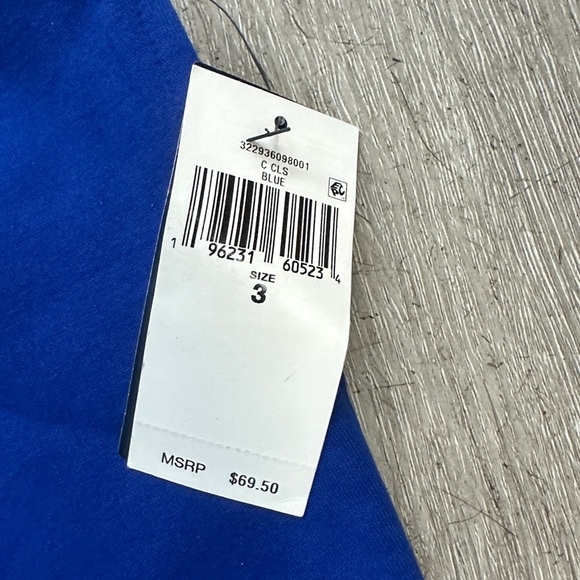 322936098001
C CLS
BLUE
1 96231 60523 4
SIZE
3
MSRP $69.50